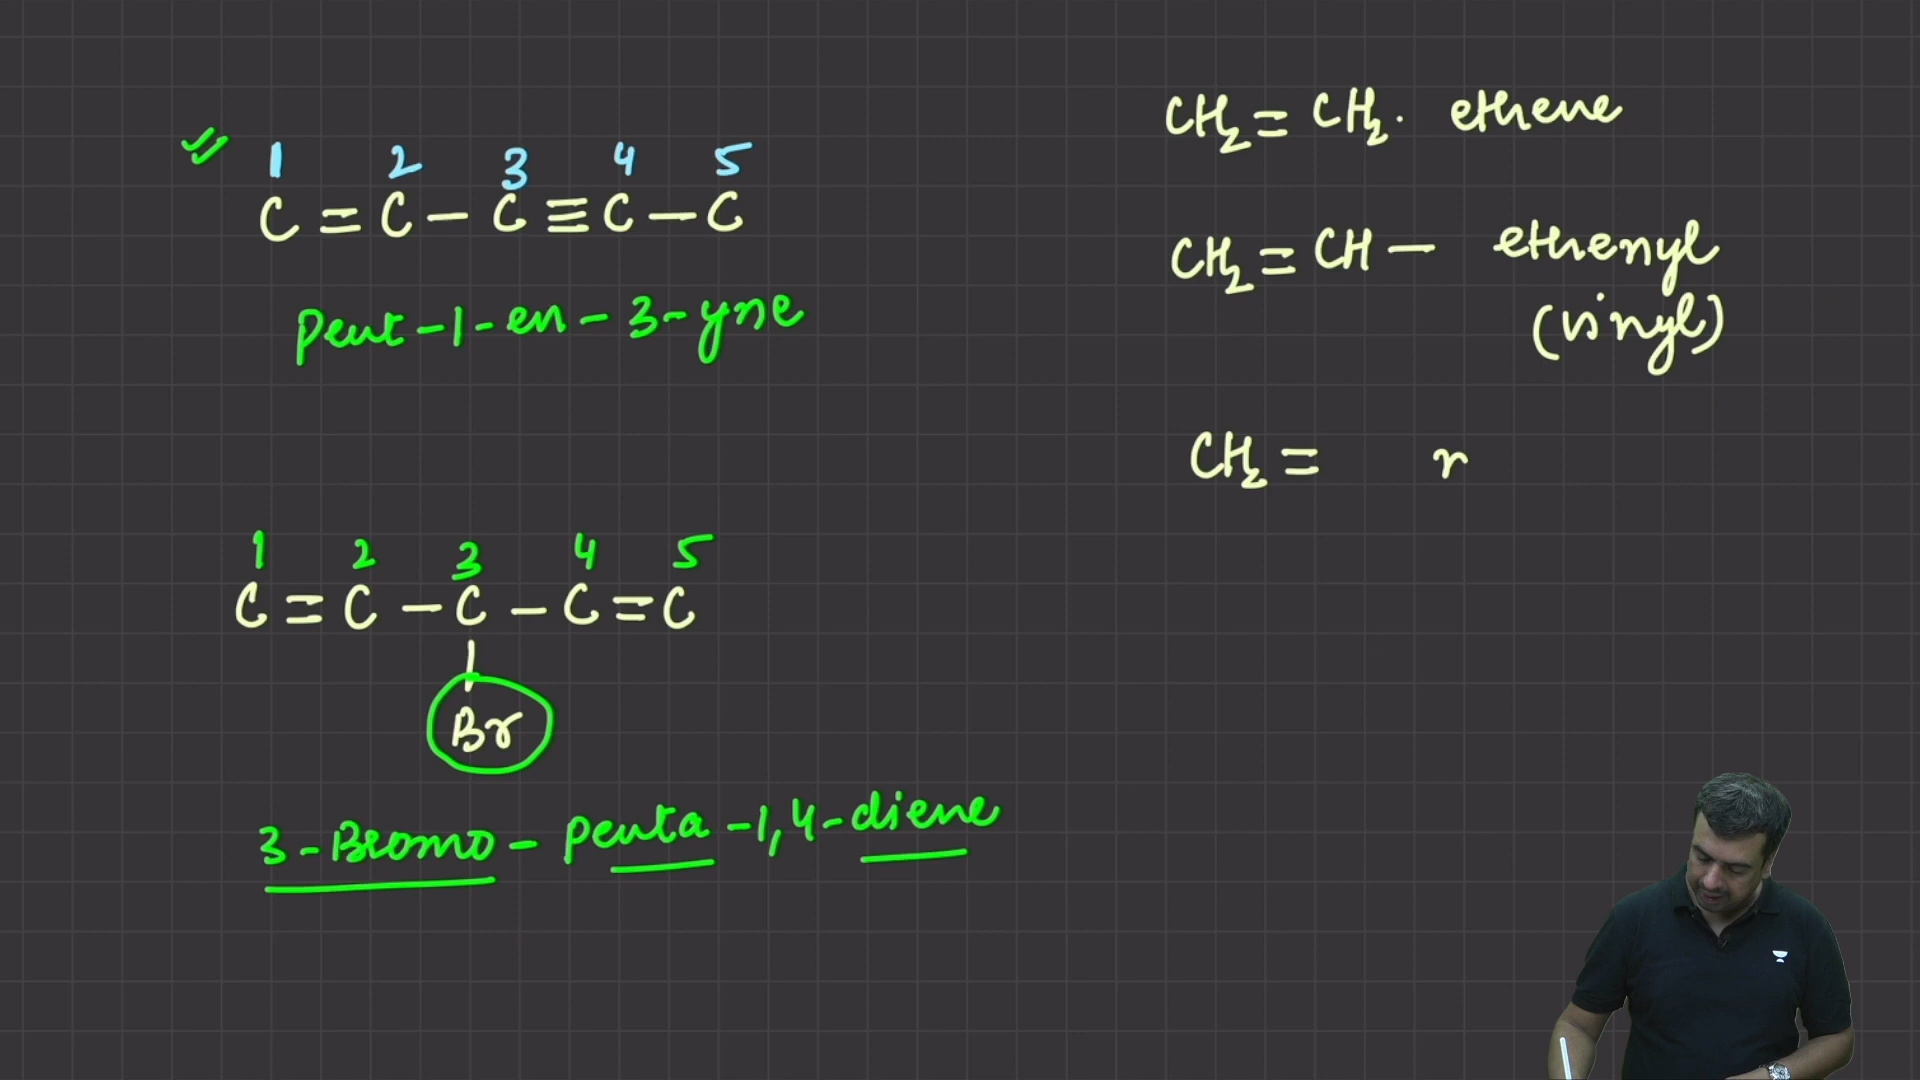 1 2 3 4 5
C = C – C ≡ C – C
Pent-1-en-3-yne
1 2 3 4 5
C = C – C – C = C
|
Br
3-Bromo-Penta-1,4-diene
CH₂ = CH₂. ethene
CH₂ = CH – ethenyl
(vinyl)
CH₂ = m